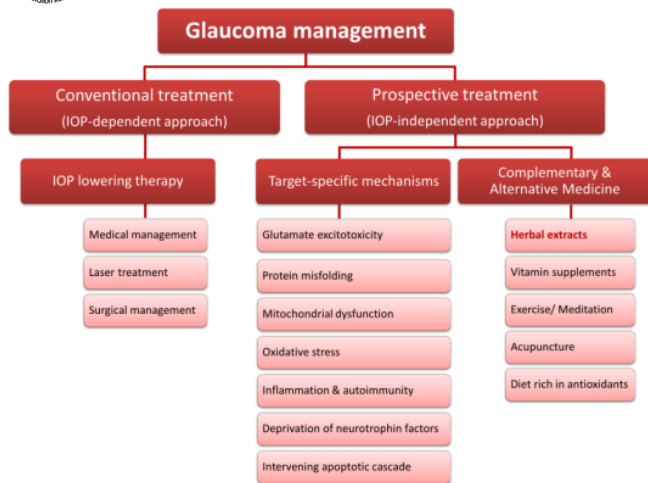 Glaucoma management
Conventional treatment
(IOP-dependent approach)
Prospective treatment
(IOP-independent approach)
IOP lowering therapy
Target-specific mechanisms
Complementary &
Alternative Medicine
Medical management
Laser treatment
Surgical management
Glutamate excitotoxicity
Protein misfolding
Mitochondrial dysfunction
Oxidative stress
Inflammation & autoimmunity
Deprivation of neurotrophin factors
Intervening apoptotic cascade
Herbal extracts
Vitamin supplements
Exercise/ Meditation
Acupuncture
Diet rich in antioxidants